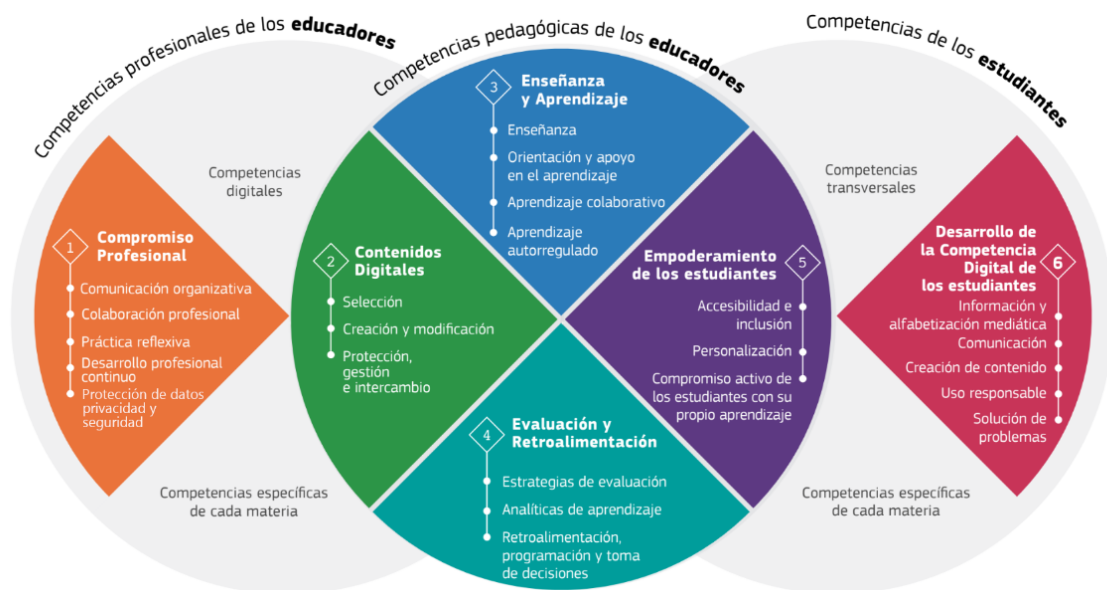 Competencias profesionales de los educadores
Competencias pedagógicas de los educadores
Competencias de los estudiantes
Competencias
digitales
Competencias
transversales
1
Compromiso
Profesional
Comunicación organizativa
Colaboración profesional
Práctica reflexiva
Desarrollo profesional
continuo
Protección de datos
privacidad y
seguridad
2
Contenidos
Digitales
Selección
Creación y modificación
Protección,
gestión
e intercambio
3
Enseñanza
y Aprendizaje
Enseñanza
Orientación y apoyo
en el aprendizaje
Aprendizaje colaborativo
Aprendizaje
autorregulado
4
Evaluación y
Retroalimentación
Estrategias de evaluación
Analíticas de aprendizaje
Retroalimentación,
programación y toma
de decisiones
5
Empoderamiento
de los estudiantes
Accesibilidad e
inclusión
Personalización
Compromiso activo de
los estudiantes con su
propio aprendizaje
6
Desarrollo de
la Competencia
Digital de
los estudiantes
Información y
alfabetización mediática
Comunicación
Creación de contenido
Uso responsable
Solución de
problemas
Competencias específicas
de cada materia
Competencias específicas
de cada materia